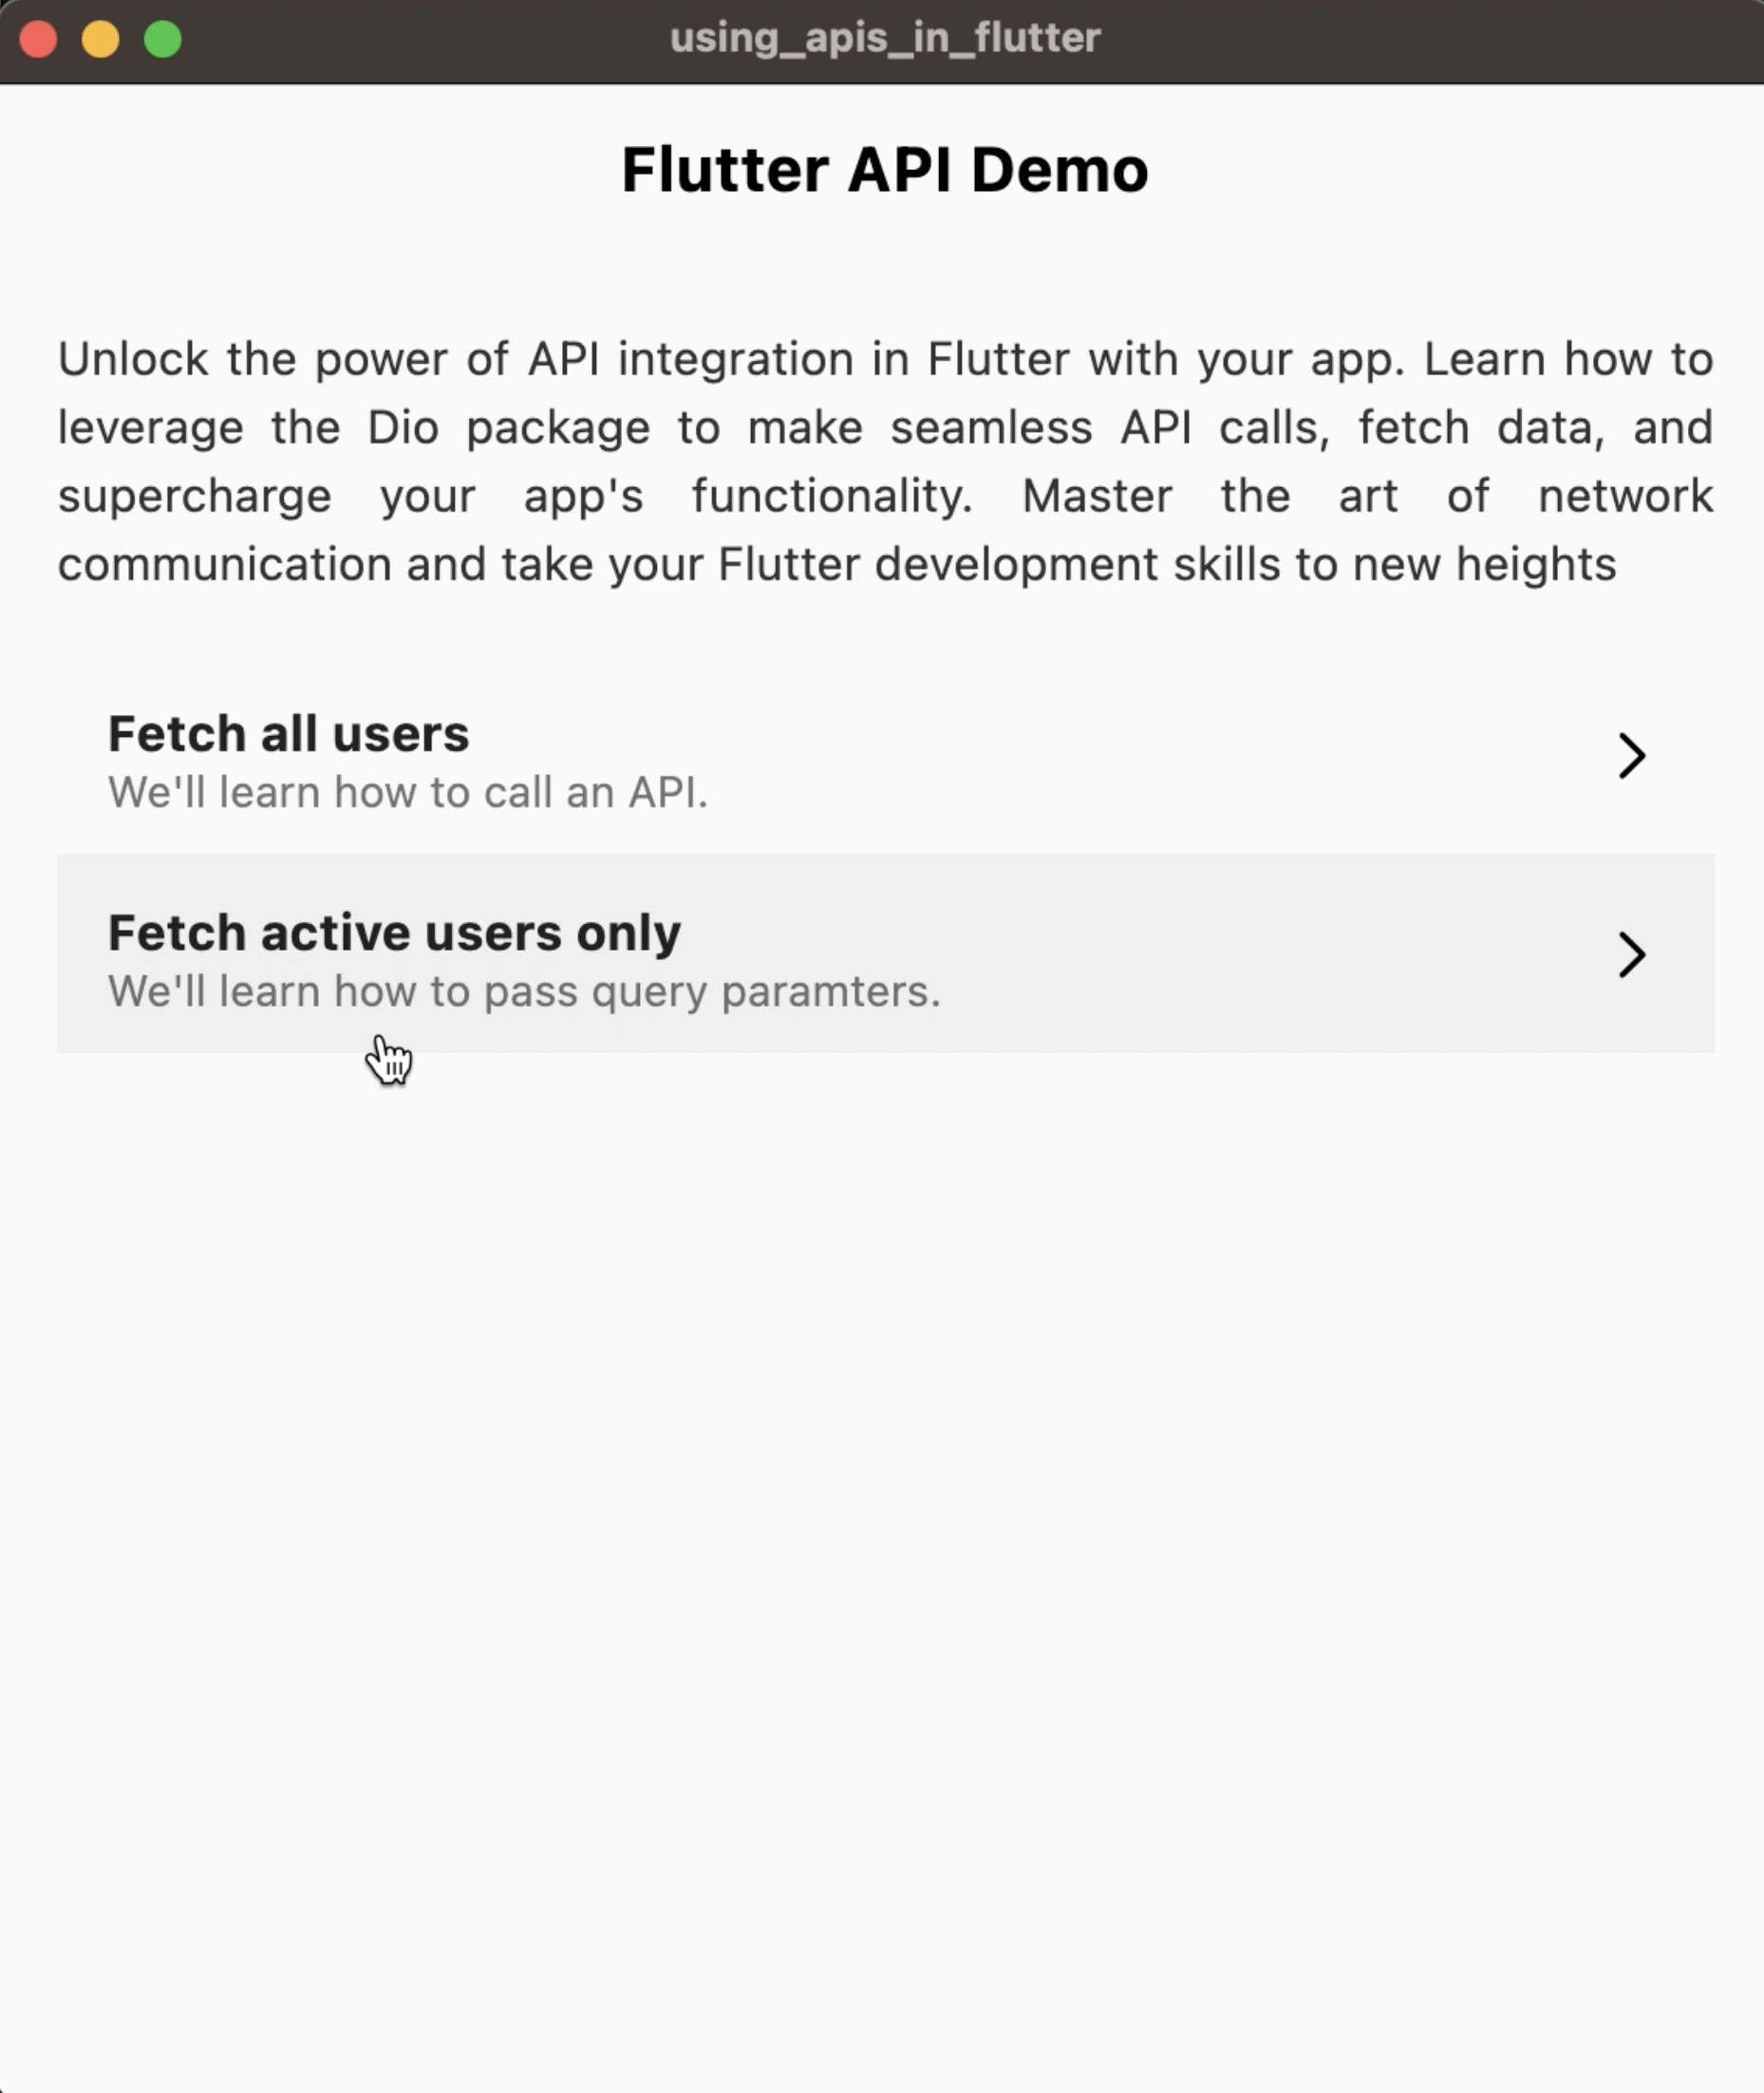 using_apis_in_flutter
Flutter API Demo
Unlock the power of API integration in Flutter with your app. Learn how to
leverage the Dio package to make seamless API calls, fetch data, and
supercharge your app's functionality. Master the art of network
communication and take your Flutter development skills to new heights
Fetch all users
We'll learn how to call an API.
Fetch active users only
We'll learn how to pass query paramters.